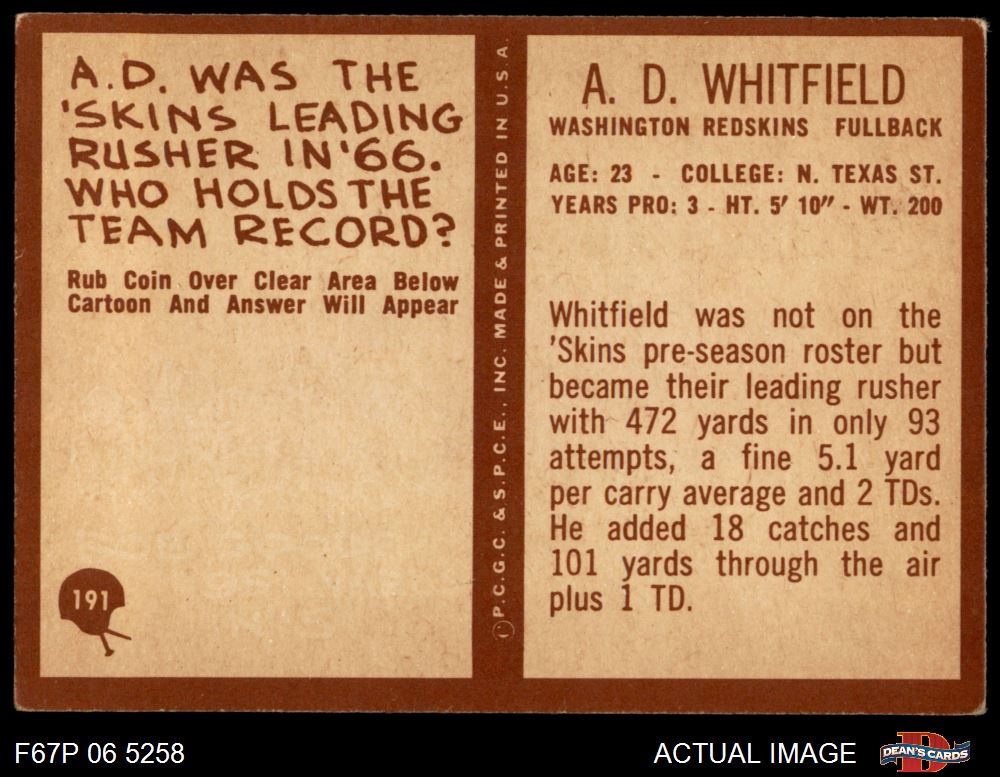 A.D. WAS THE
'SKINS LEADING
RUSHER IN '66.
WHO HOLDS THE
TEAM RECORD?
Rub Coin Over Clear Area Below
Cartoon And Answer Will Appear
191
P.C.G.C. & S.P.C.E., INC. MADE & PRINTED IN U.S.A.
A. D. WHITFIELD
WASHINGTON REDSKINS FULLBACK
AGE: 23 - COLLEGE: N. TEXAS ST.
YEARS PRO: 3 - HT. 5' 10" - WT. 200
Whitfield was not on the
'Skins pre-season roster but
became their leading rusher
with 472 yards in only 93
attempts, a fine 5.1 yard
per carry average and 2 TDs.
He added 18 catches and
101 yards through the air
plus 1 TD.
F67P 06 5258
ACTUAL IMAGE
DEAN'S CARDS